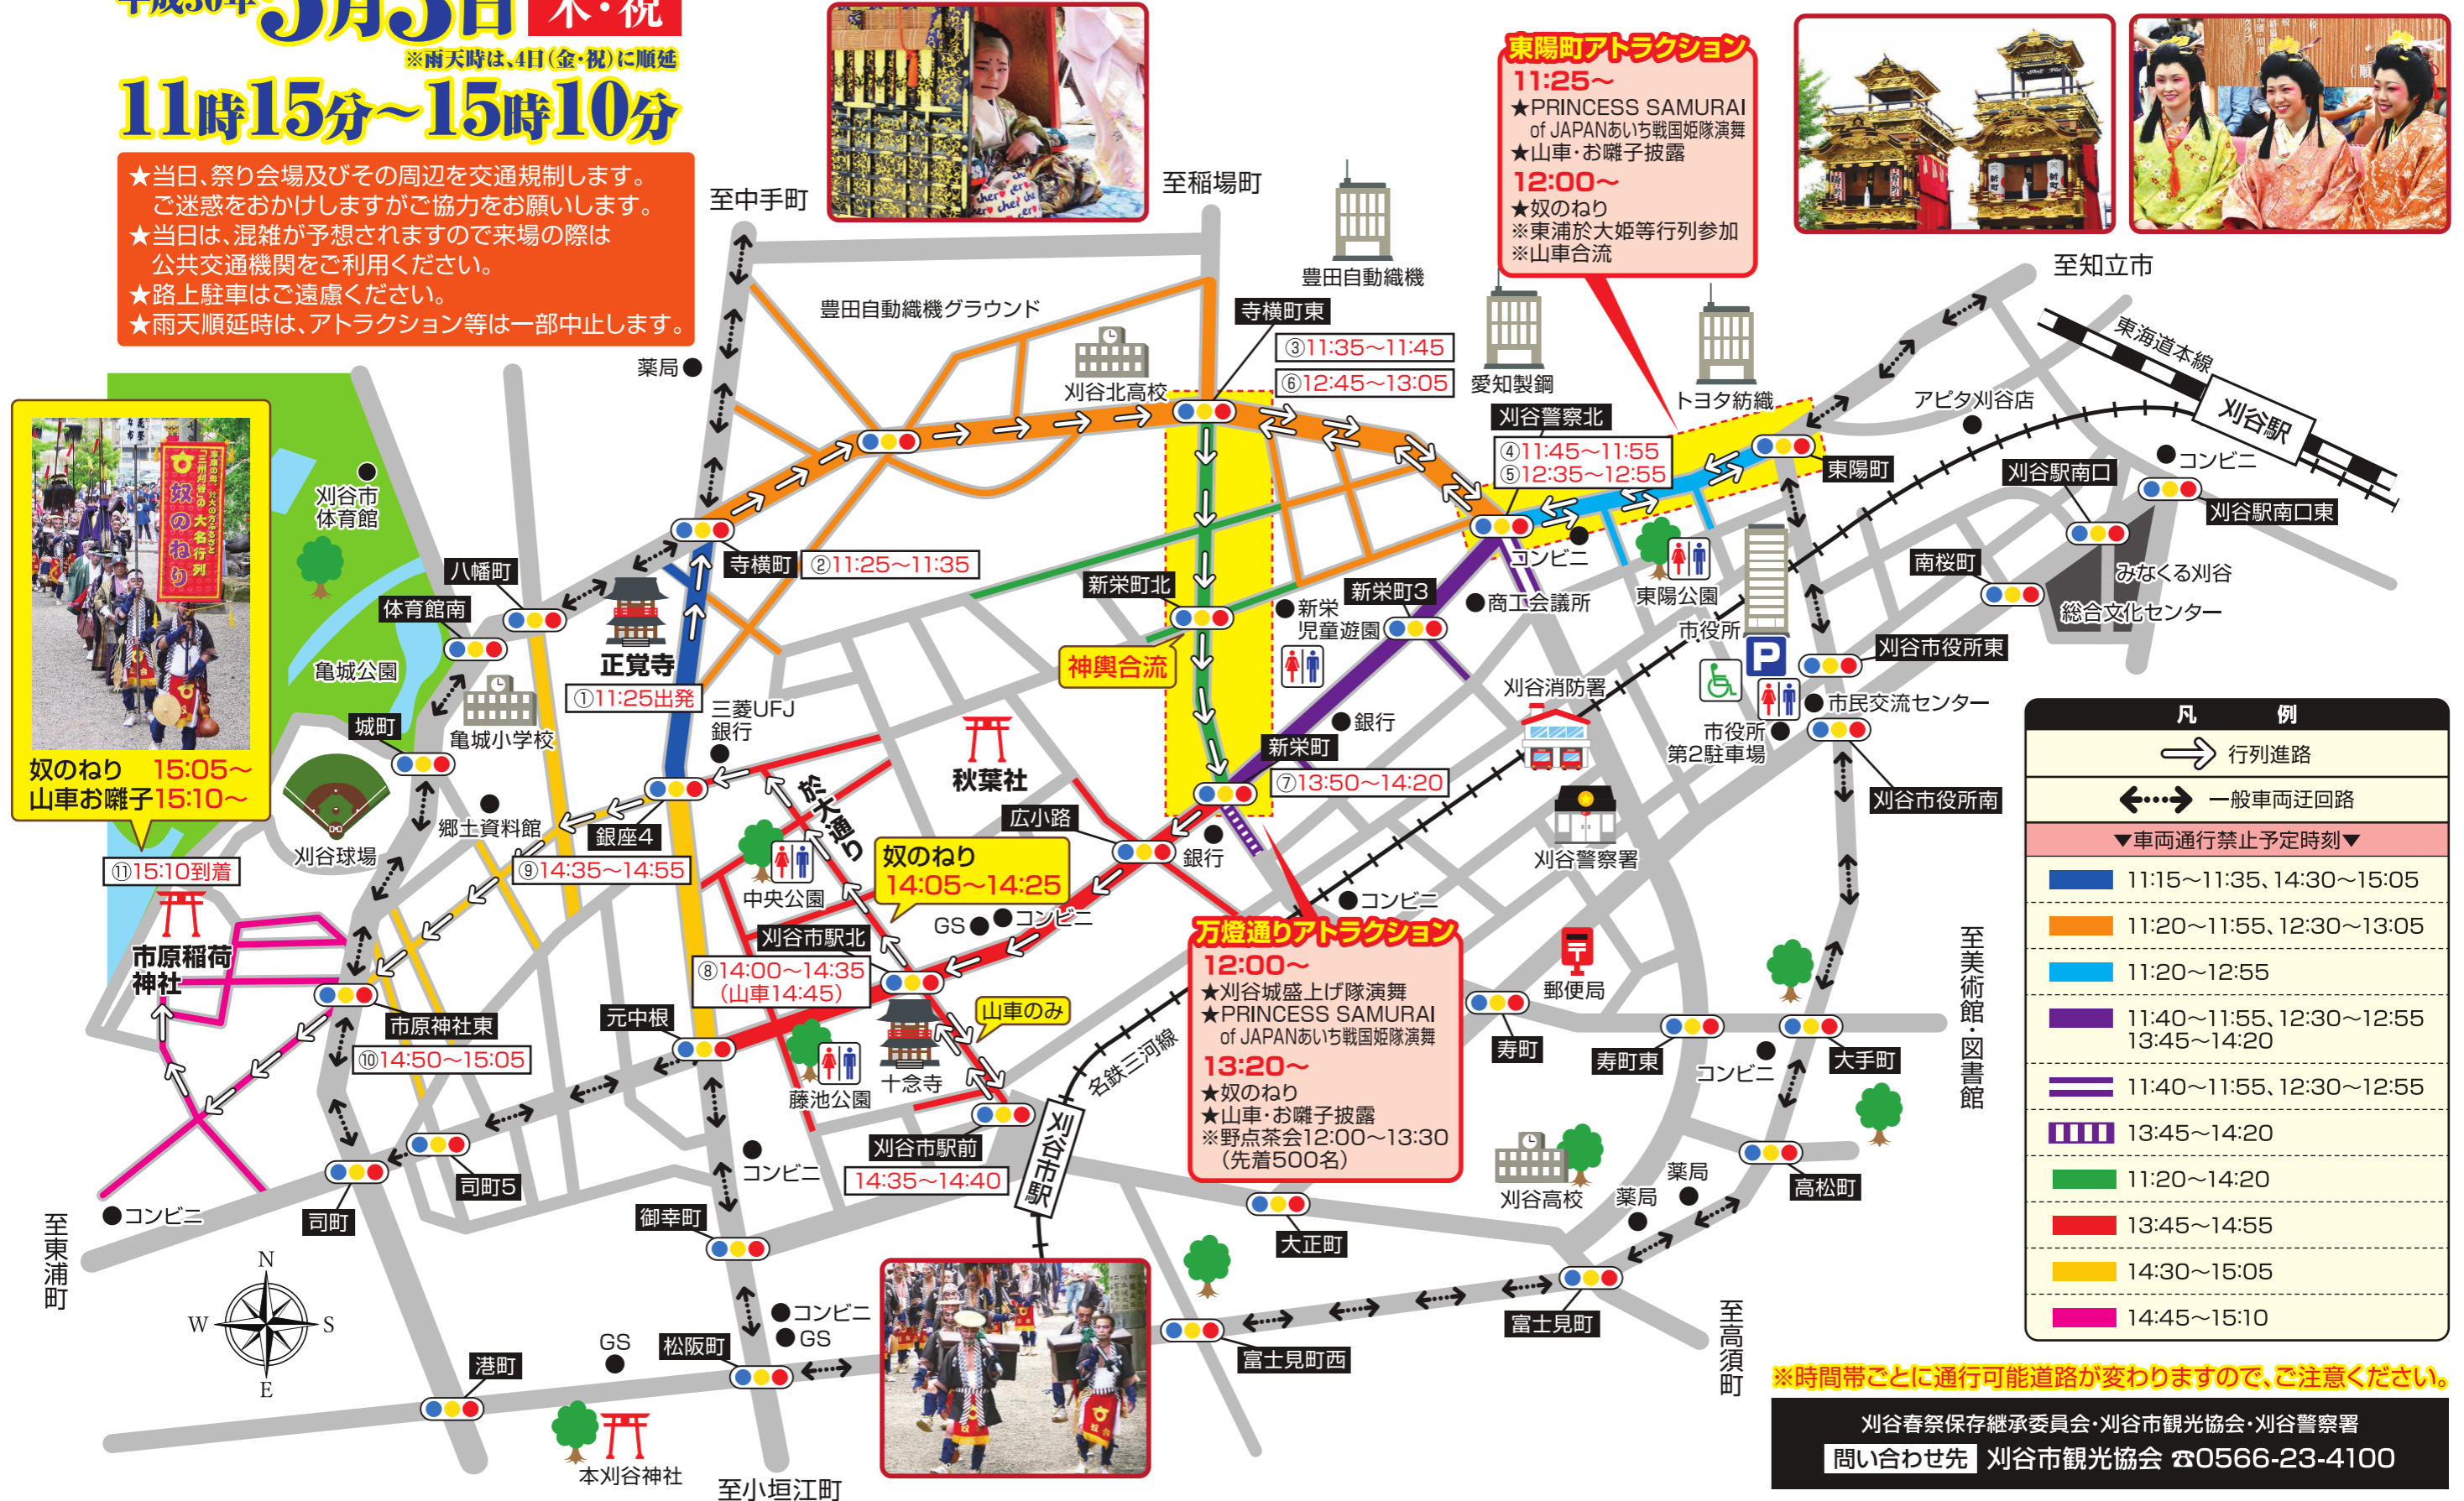 平成30年5月3日 木・祝
※雨天時は、4日(金・祝)に順延
11時15分～15時10分
★当日、祭り会場及びその周辺を交通規制します。
ご迷惑をおかけしますがご協力をお願いします。
★当日は、混雑が予想されますので来場の際は
公共交通機関をご利用ください。
★路上駐車はご遠慮ください。
★雨天順延時は、アトラクション等は一部中止します。
東陽町アトラクション
11:25～
★PRINCESS SAMURAI
of JAPANあいち戦国姫隊演舞
★山車・お囃子披露
12:00～
★奴のねり
※東浦於大姫等行列参加
※山車合流
至中手町
至稲場町
豊田自動織機
至知立市
豊田自動織機グラウンド
寺横町東
③11:35～11:45
⑥12:45～13:05
薬局
刈谷北高校
愛知製鋼
トヨタ紡織
刈谷警察北
④11:45～11:55
⑤12:35～12:55
東陽町
アピタ刈谷店
東海道本線
刈谷駅
刈谷駅南口
コンビニ
刈谷駅南口東
「三州刈谷」の
大名行列
奴のねり
奴のねり 15:05～
山車お囃子15:10～
⑪15:10到着
刈谷市
体育館
八幡町
体育館南
亀城公園
城町
亀城小学校
寺横町
②11:25～11:35
正覚寺
①11:25出発
三菱UFJ
銀行
新栄町北
神輿合流
新栄
児童遊園
新栄町3
コンビニ
商工会議所
東陽公園
市役所
P
南桜町
みなくる刈谷
総合文化センター
刈谷市役所東
市民交流センター
市役所
第2駐車場
刈谷市役所南
刈谷消防署
刈谷警察署
銀行
新栄町
⑦13:50～14:20
秋葉社
於大通り
広小路
銀行
コンビニ
刈谷球場
郷土資料館
銀座4
⑨14:35～14:55
中央公園
奴のねり
14:05～14:25
GS
コンビニ
刈谷市駅北
⑧14:00～14:35
(山車14:45)
市原稲荷
神社
市原神社東
⑩14:50～15:05
元中根
藤池公園
十念寺
山車のみ
刈谷市駅前
14:35～14:40
名鉄三河線
刈谷市駅
万燈通りアトラクション
12:00～
★刈谷城盛上げ隊演舞
★PRINCESS SAMURAI
of JAPANあいち戦国姫隊演舞
13:20～
★奴のねり
★山車・お囃子披露
※野点茶会12:00～13:30
(先着500名)
郵便局
寿町
寿町東
コンビニ
大手町
至美術館・図書館
刈谷高校
薬局
薬局
高松町
大正町
富士見町
至高須町
富士見町西
コンビニ
司町5
司町
コンビニ
至東浦町
御幸町
コンビニ
GS
松阪町
GS
港町
本刈谷神社
至小垣江町
N
W
S
E
凡例
行列進路
一般車両迂回路
▼車両通行禁止予定時刻▼
11:15～11:35、14:30～15:05
11:20～11:55、12:30～13:05
11:20～12:55
11:40～11:55、12:30～12:55
13:45～14:20
11:40～11:55、12:30～12:55
13:45～14:20
11:20～14:20
13:45～14:55
14:30～15:05
14:45～15:10
※時間帯ごとに通行可能道路が変わりますので、ご注意ください。
刈谷春祭保存継承委員会・刈谷市観光協会・刈谷警察署
問い合わせ先 刈谷市観光協会 ☎0566-23-4100